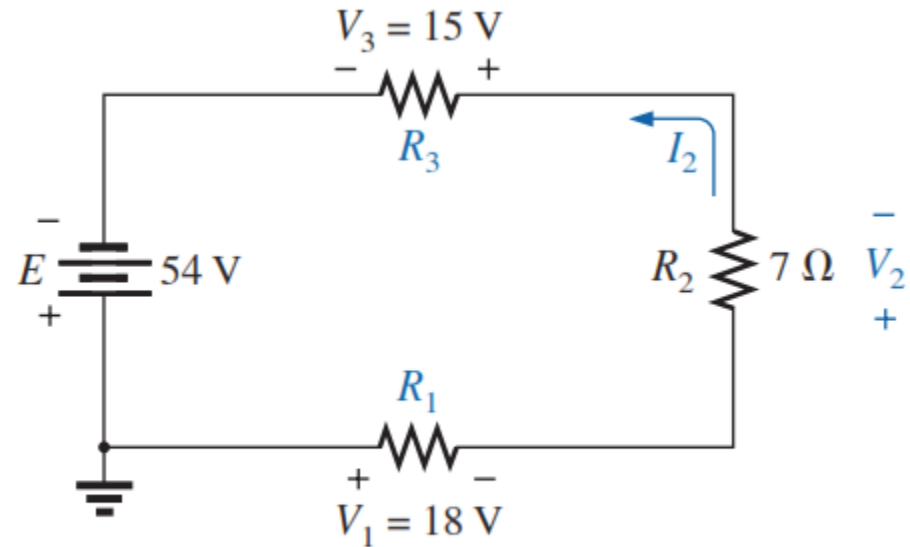 V₃ = 15 V
− +
R₃
I₂
−
E 54 V
+
R₂ 7 Ω
−
V₂
+
R₁
+ −
V₁ = 18 V